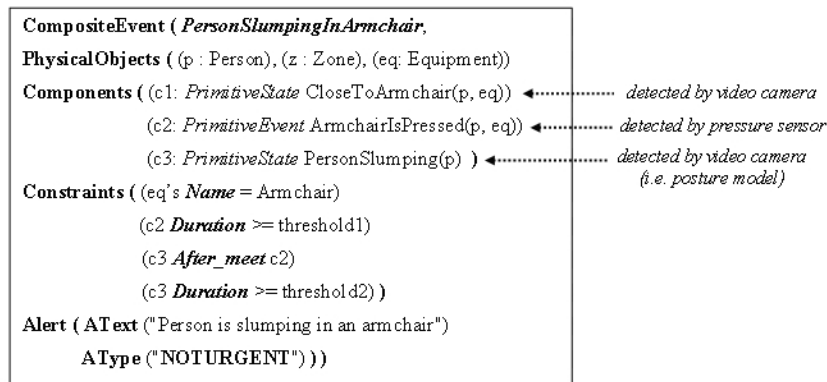 CompositeEvent ( PersonSlumpingInArmchair,
PhysicalObjects ( (p : Person), (z : Zone), (eq: Equipment))
Components ( (c1: PrimitiveState CloseToArmchair(p, eq)) detected by video camera
(c2: PrimitiveEvent ArmchairIsPressed(p, eq)) detected by pressure sensor
(c3: PrimitiveState PersonSlumping(p) ) detected by video camera
(i.e. posture model)
Constraints ( (eq's Name = Armchair)
(c2 Duration >= threshold1)
(c3 After_meet c2)
(c3 Duration >= threshold2) )
Alert ( AText ("Person is slumping in an armchair")
AType ("NOTURGENT") ) )